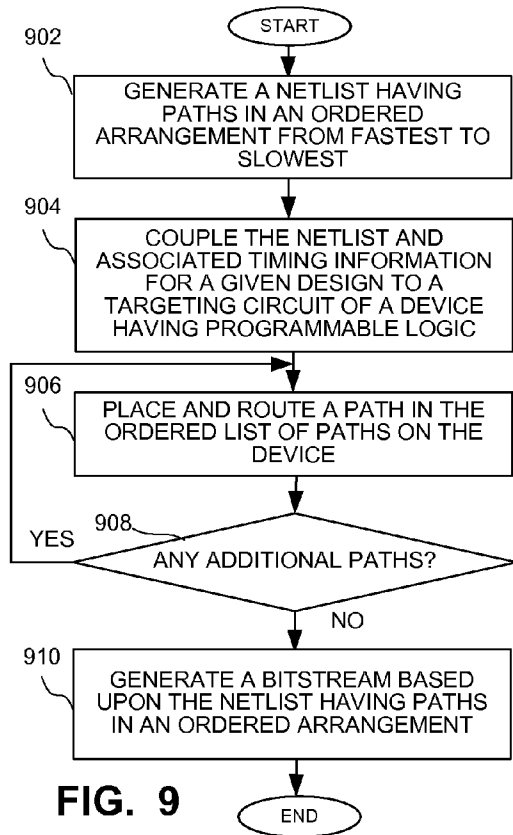 START
902
GENERATE A NETLIST HAVING
PATHS IN AN ORDERED
ARRANGEMENT FROM FASTEST TO
SLOWEST
904
COUPLE THE NETLIST AND
ASSOCIATED TIMING INFORMATION
FOR A GIVEN DESIGN TO A
TARGETING CIRCUIT OF A DEVICE
HAVING PROGRAMMABLE LOGIC
906
PLACE AND ROUTE A PATH IN THE
ORDERED LIST OF PATHS ON THE
DEVICE
908
YES
ANY ADDITIONAL PATHS?
NO
910
GENERATE A BITSTREAM BASED
UPON THE NETLIST HAVING PATHS
IN AN ORDERED ARRANGEMENT
FIG. 9
END